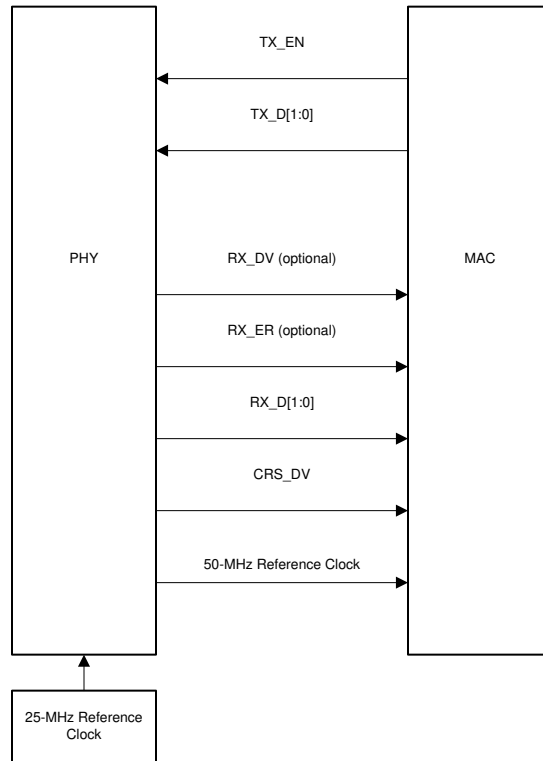 TX_EN
TX_D[1:0]
PHY
RX_DV (optional)
MAC
RX_ER (optional)
RX_D[1:0]
CRS_DV
50-MHz Reference Clock
25-MHz Reference
Clock